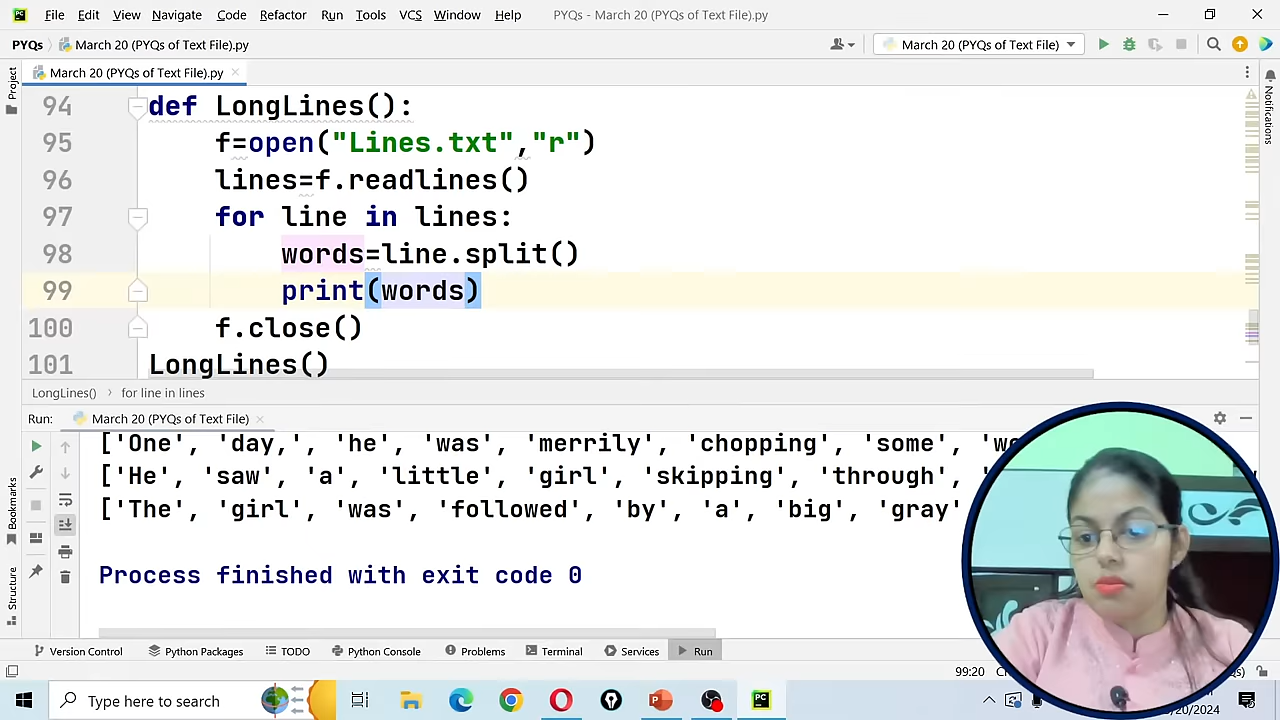 File Edit View Navigate Code Refactor Run Tools VCS Window Help PYQs - March 20 (PYQs of Text File).py
PYQs March 20 (PYQs of Text File).py March 20 (PYQs of Text File)
March 20 (PYQs of Text File).py
Project
Notifications
94 def LongLines():
95 f=open("Lines.txt","r")
96 lines=f.readlines()
97 for line in lines:
98 words=line.split()
99 print(words)
100 f.close()
101 LongLines()
LongLines() for line in lines
Run: March 20 (PYQs of Text File)
['One', 'day,', 'he', 'was', 'merrily', 'chopping', 'some',
['He', 'saw', 'a', 'little', 'girl', 'skipping', 'through',
['The', 'girl', 'was', 'followed', 'by', 'a', 'big', 'gray'
Process finished with exit code 0
Bookmarks
Structure
Version Control Python Packages TODO Python Console Problems Terminal Services Run
99:20
Type here to search